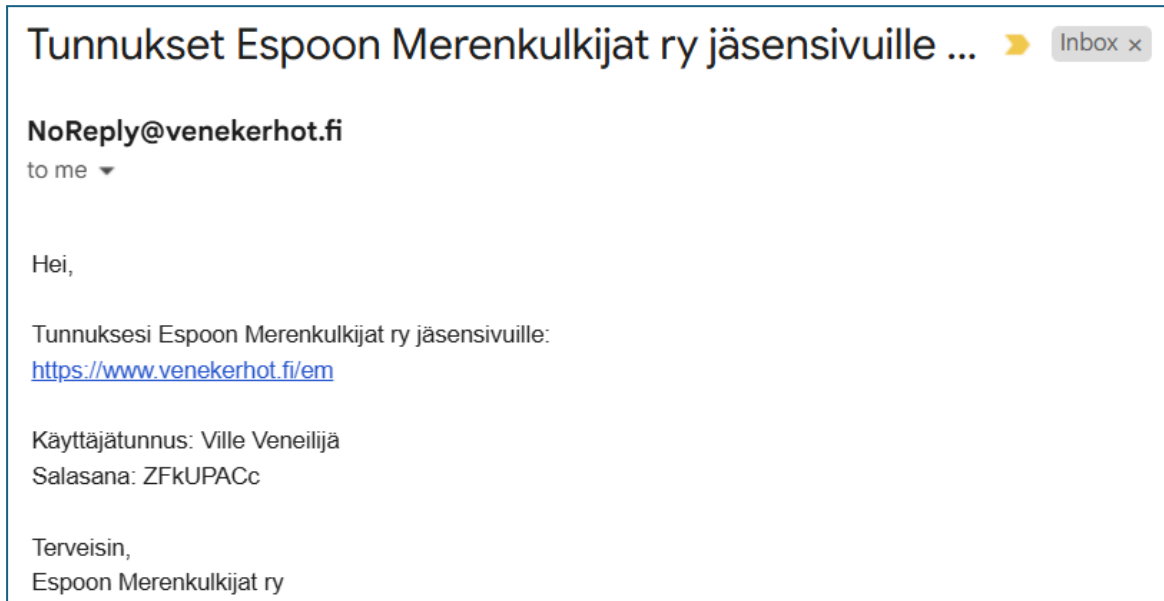 Tunnukset Espoon Merenkulkijat ry jäsensivuille ... Inbox ×
NoReply@venekerhot.fi
to me
Hei,
Tunnuksesi Espoon Merenkulkijat ry jäsensivuille:
https://www.venekerhot.fi/em
Käyttäjätunnus: Ville Veneilijä
Salasana: ZFkUPACc
Terveisin,
Espoon Merenkulkijat ry